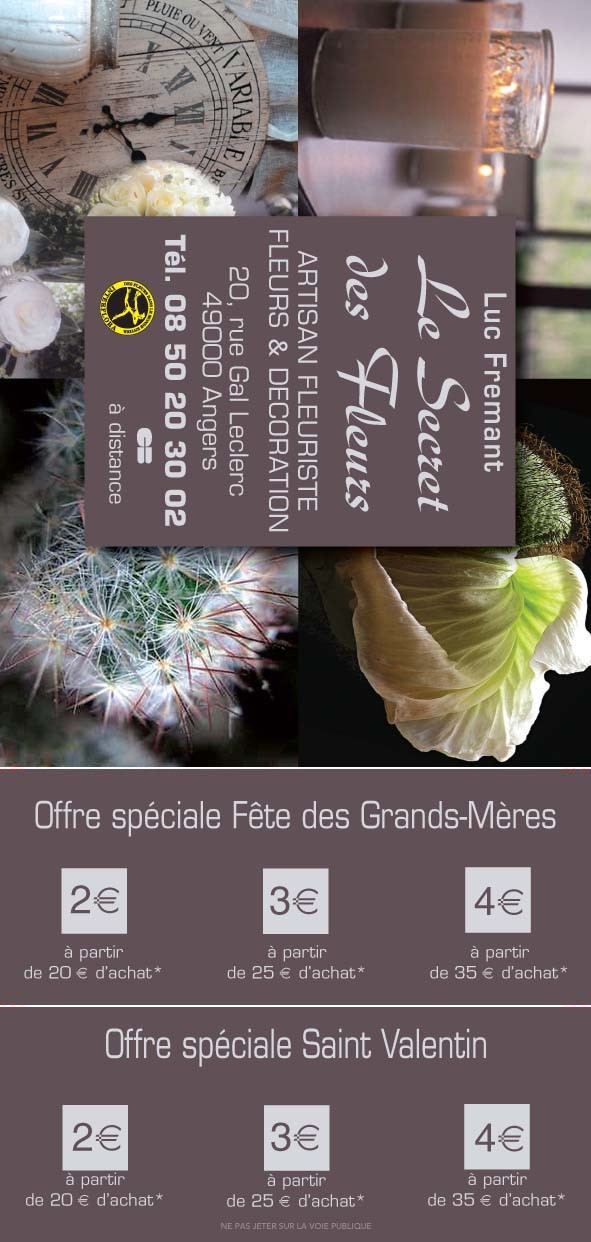 PLUIE OU VENT
VARIABLE
Luc Fremant
Le Secret
des Fleurs
ARTISAN FLEURISTE
FLEURS & DECORATION
20, rue Gal Leclerc
49000 Angers
Tél. 08 50 20 30 02
INTERFLORA
CB
à distance
Offre spéciale Fête des Grands-Mères
2€ 3€ 4€
à partir à partir à partir
de 20 € d'achat* de 25 € d'achat* de 35 € d'achat*
Offre spéciale Saint Valentin
2€ 3€ 4€
à partir à partir à partir
de 20 € d'achat* de 25 € d'achat* de 35 € d'achat*
NE PAS JETER SUR LA VOIE PUBLIQUE